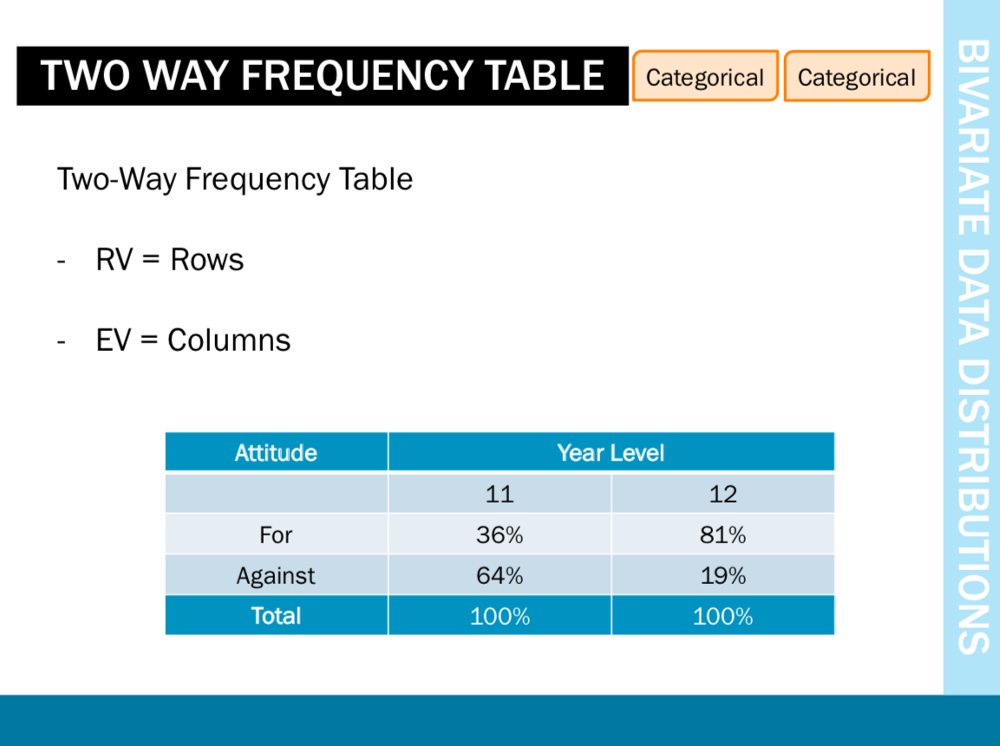 TWO WAY FREQUENCY TABLE
Categorical
Categorical
Two-Way Frequency Table
- RV = Rows
- EV = Columns
Attitude Year Level
11 12
For 36% 81%
Against 64% 19%
Total 100% 100%
BIVARIATE DATA DISTRIBUTIONS